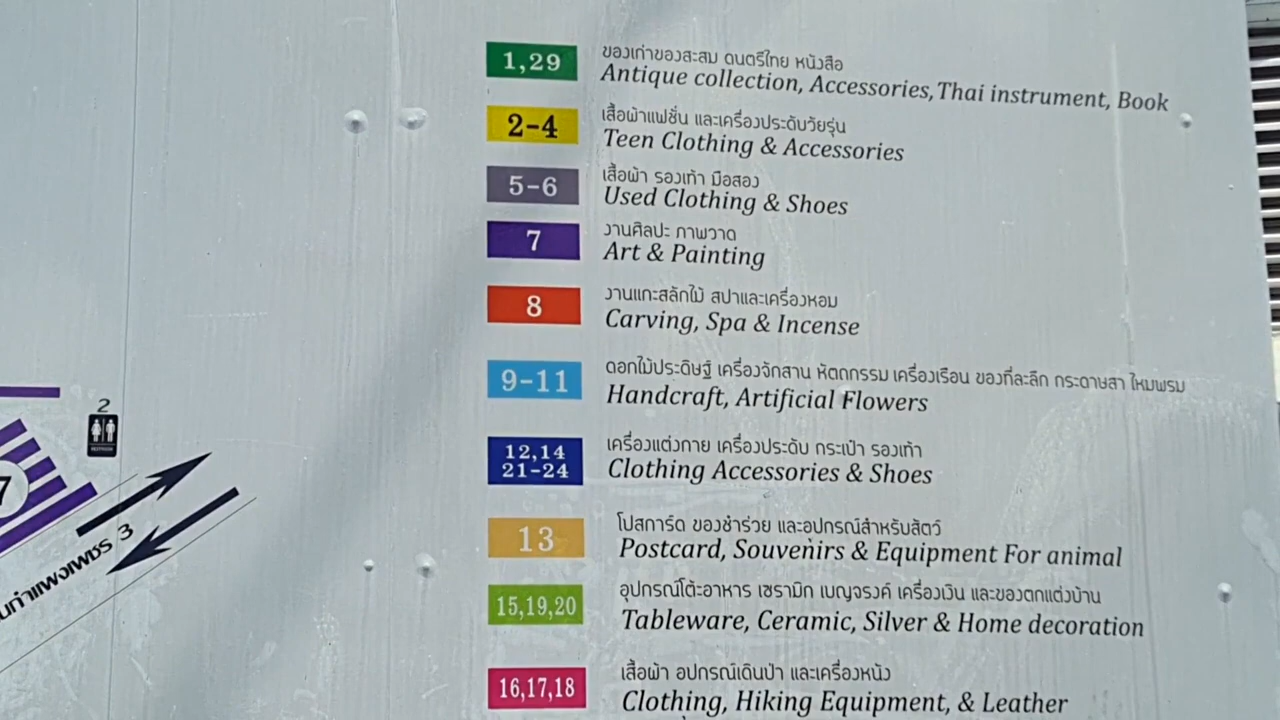 1,29
ของเก่าของสะสม ดนตรีไทย หนังสือ
Antique collection, Accessories, Thai instrument, Book
2-4
เสื้อผ้าแฟชั่น และเครื่องประดับวัยรุ่น
Teen Clothing & Accessories
5-6
เสื้อผ้า รองเท้า มือสอง
Used Clothing & Shoes
7
งานศิลปะ ภาพวาด
Art & Painting
8
งานแกะสลักไม้ สปาและเครื่องหอม
Carving, Spa & Incense
9-11
ดอกไม้ประดิษฐ์ เครื่องจักสาน หัตถกรรม เครื่องเรือน ของที่ละลึก กระดาษสา ไหมพรม
Handcraft, Artificial Flowers
12,14
21-24
เครื่องแต่งกาย เครื่องประดับ กระเป๋า รองเท้า
Clothing Accessories & Shoes
13
โปสการ์ด ของชำร่วย และอุปกรณ์สำหรับสัตว์
Postcard, Souvenirs & Equipment For animal
15,19,20
อุปกรณ์โต๊ะอาหาร เซรามิก เบญจรงค์ เครื่องเงิน และของตกแต่งบ้าน
Tableware, Ceramic, Silver & Home decoration
16,17,18
เสื้อผ้า อุปกรณ์เดินป่า และเครื่องหนัง
Clothing, Hiking Equipment, & Leather
2
7
กำแพงเพชร 3